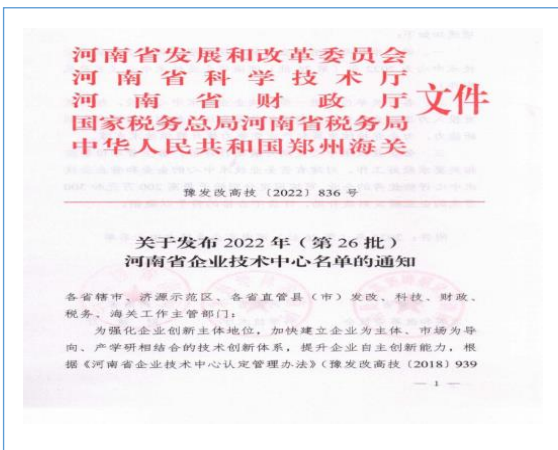 河南省发展和改革委员会
河南省科学技术厅
河南省财政厅
国家税务总局河南省税务局
中华人民共和国郑州海关
文件
豫发改高技〔2022〕836号
关于发布2022年(第26批)
河南省企业技术中心名单的通知
各省辖市、济源示范区、各省直管县(市)发改、科技、财政、
税务、海关工作主管部门:
为强化企业创新主体地位,加快建立企业为主体、市场为导
向、产学研相结合的技术创新体系,提升企业自主创新能力,根
据《河南省企业技术中心认定管理办法》(豫发改高技〔2018〕939
— 1 —